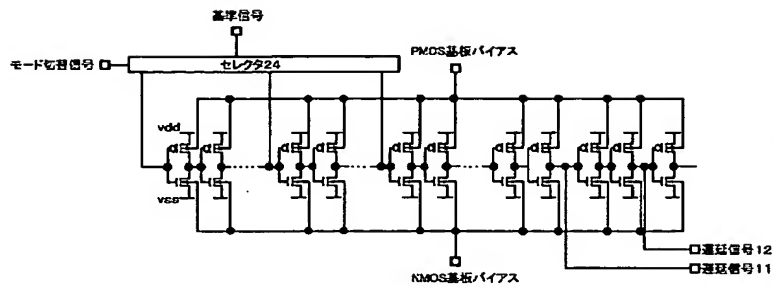 基準信号
モード切替信号
セレクタ24
PMOS基板バイアス
vdd
vss
遅延信号12
遅延信号11
NMOS基板バイアス